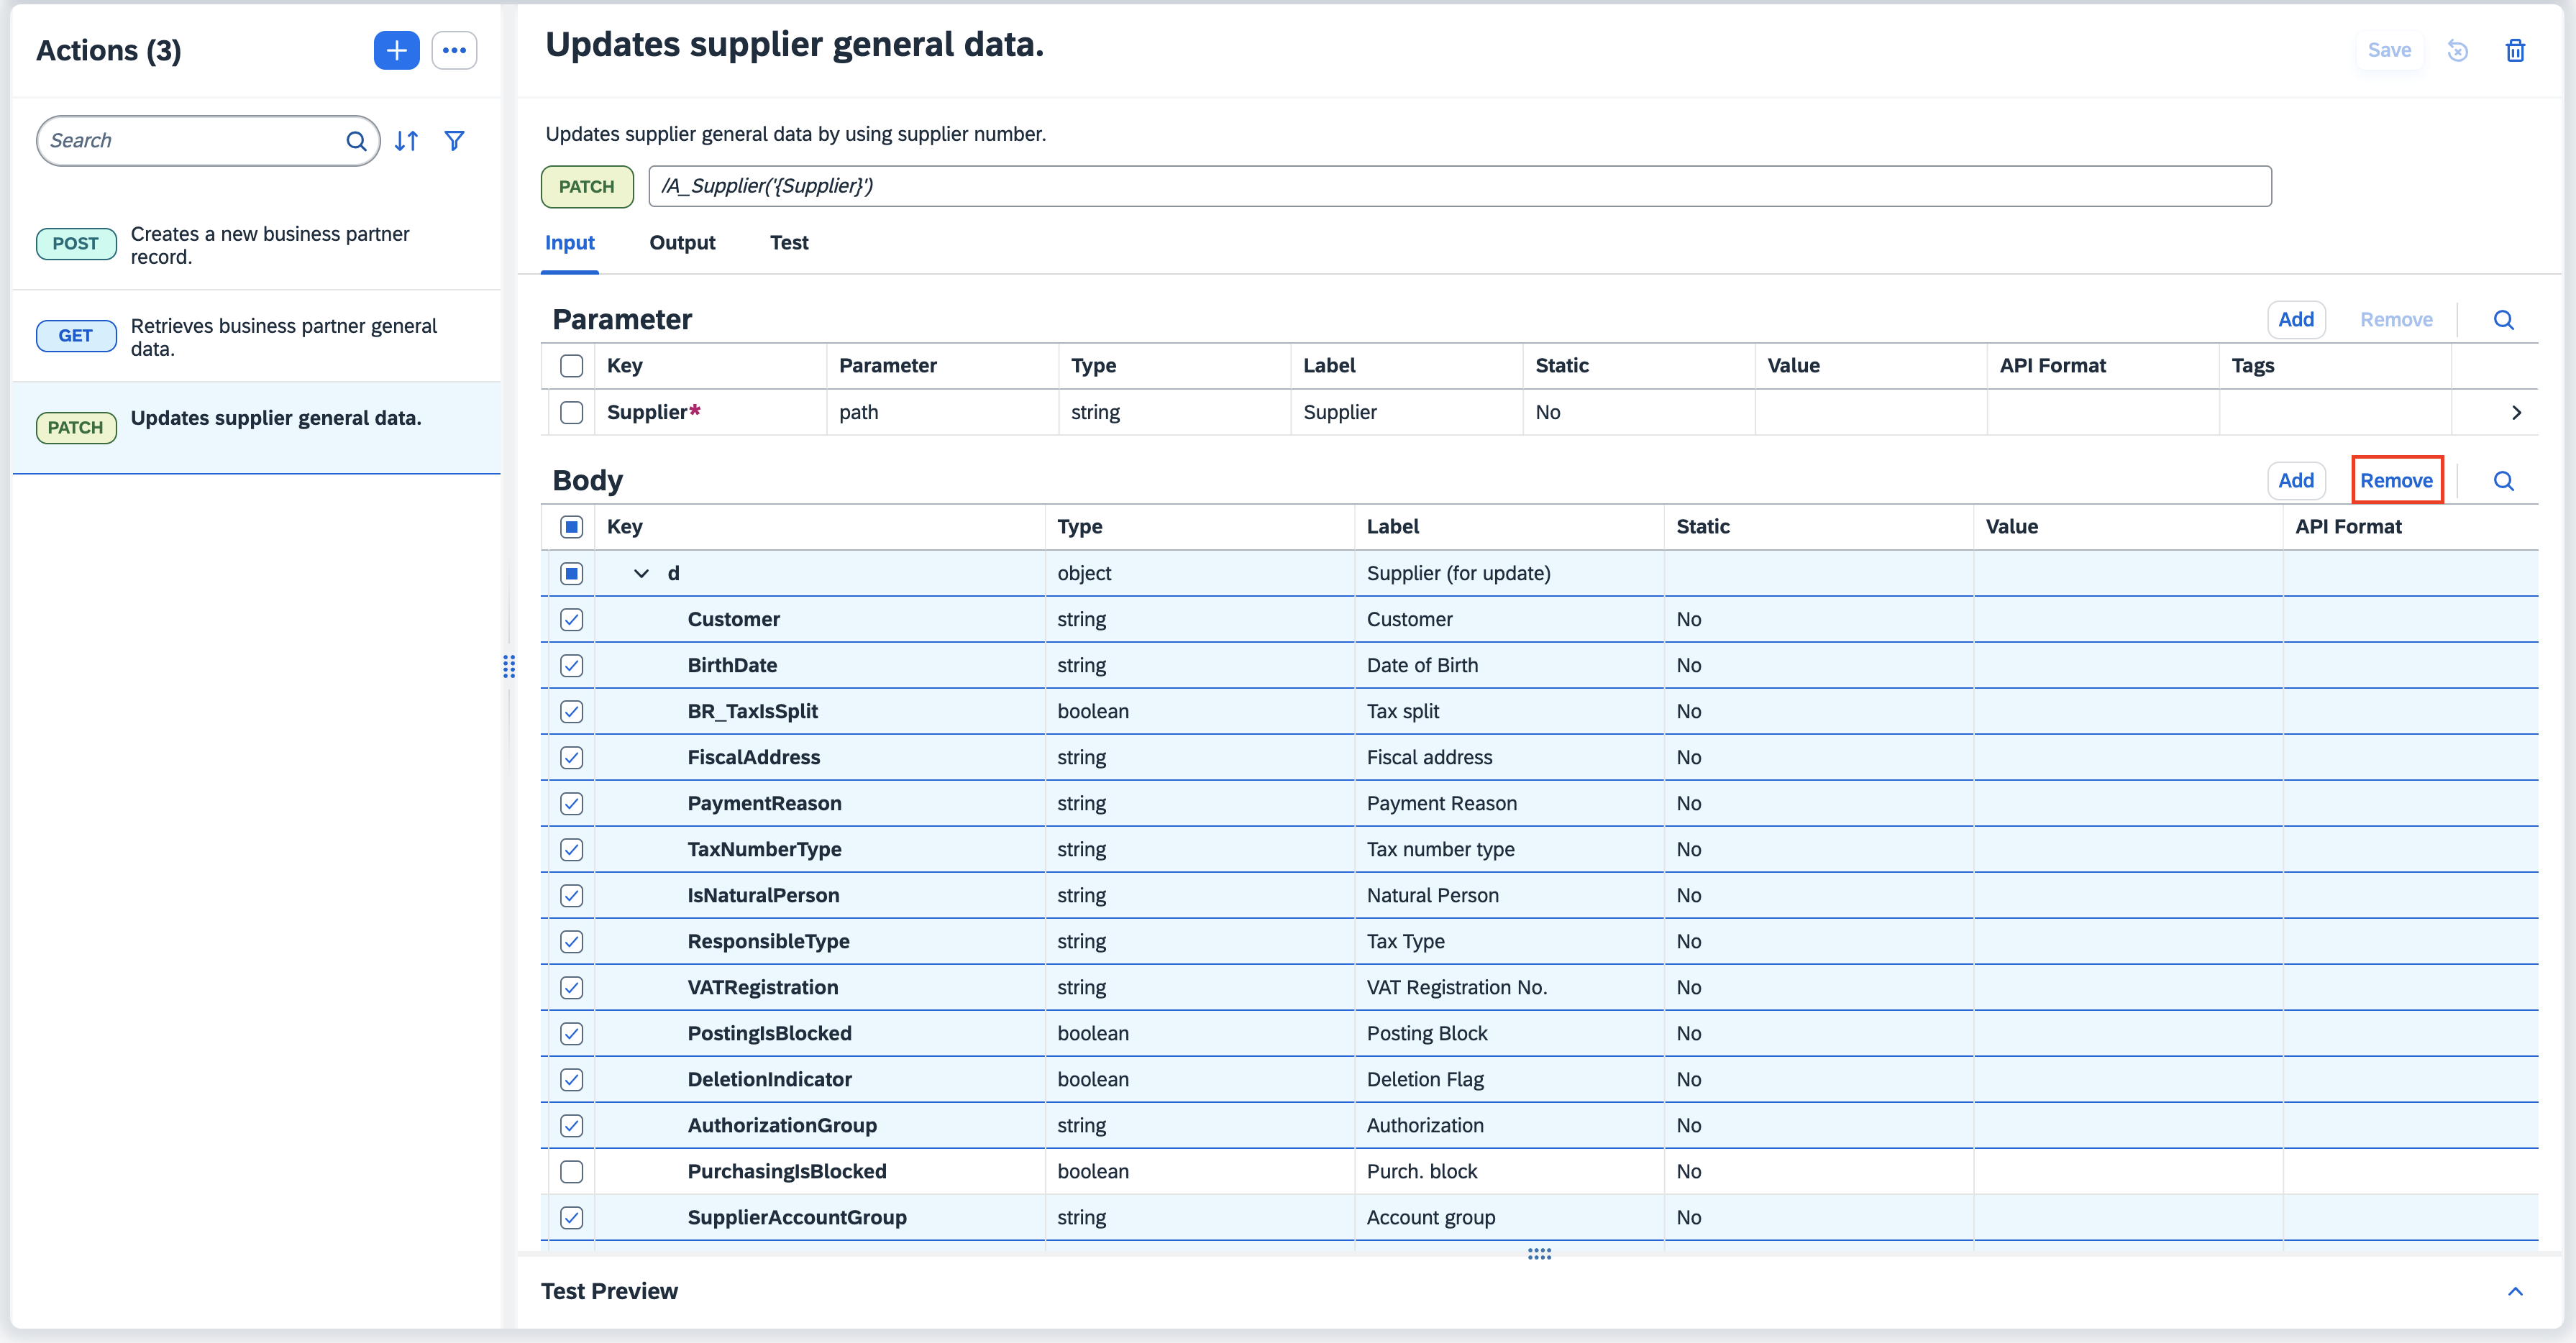 Actions (3)
Search
POST
Creates a new business partner
record.
GET
Retrieves business partner general
data.
PATCH
Updates supplier general data.
Updates supplier general data.
Save
Updates supplier general data by using supplier number.
PATCH
/A_Supplier('{Supplier}')
Input Output Test
Parameter
Add Remove
Key Parameter Type Label Static Value API Format Tags
Supplier* path string Supplier No
Body
Add Remove
Key Type Label Static Value API Format
d object Supplier (for update)
Customer string Customer No
BirthDate string Date of Birth No
BR_TaxIsSplit boolean Tax split No
FiscalAddress string Fiscal address No
PaymentReason string Payment Reason No
TaxNumberType string Tax number type No
IsNaturalPerson string Natural Person No
ResponsibleType string Tax Type No
VATRegistration string VAT Registration No. No
PostingIsBlocked boolean Posting Block No
DeletionIndicator boolean Deletion Flag No
AuthorizationGroup string Authorization No
PurchasingIsBlocked boolean Purch. block No
SupplierAccountGroup string Account group No
Test Preview